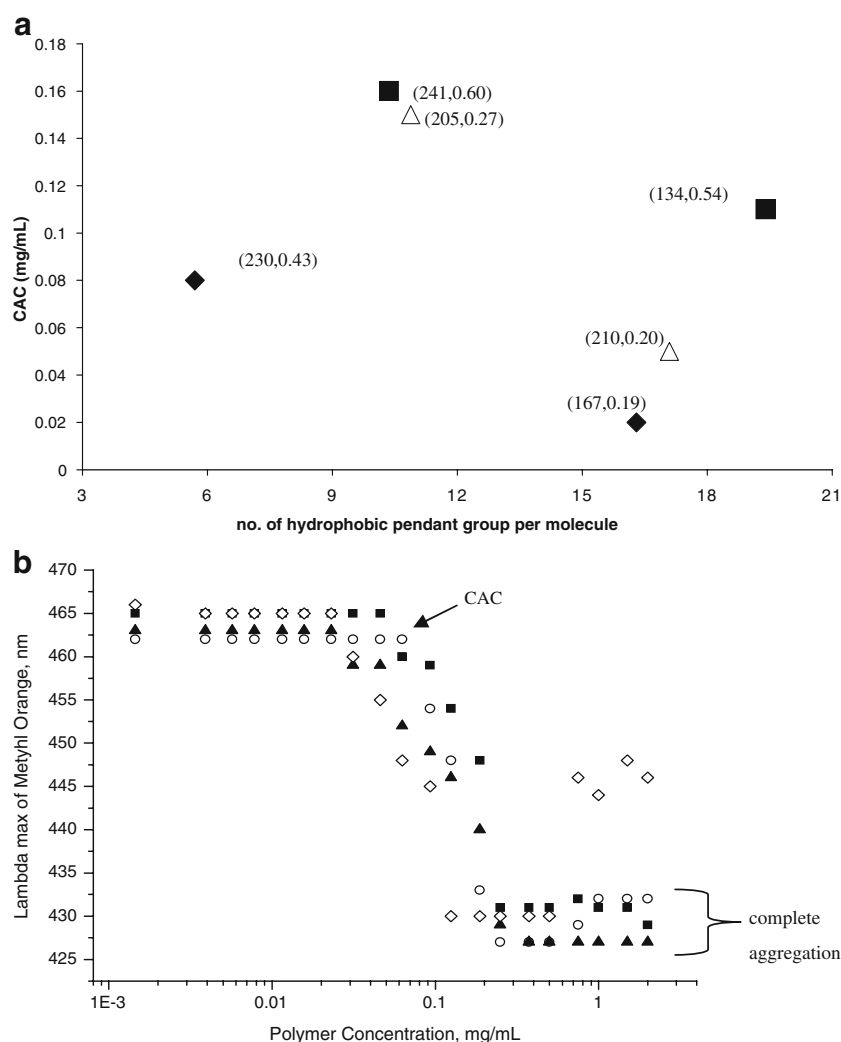 a
CAC (mg/mL)
0.18
0.16
0.14
0.12
0.1
0.08
0.06
0.04
0.02
0
(241,0.60)
(205,0.27)
(134,0.54)
(230,0.43)
(210,0.20)
(167,0.19)
3 6 9 12 15 18 21
no. of hydrophobic pendant group per molecule
b
Lambda max of Metyhl Orange, nm
470
465
460
455
450
445
440
435
430
425
CAC
complete
aggregation
1E-3 0.01 0.1 1
Polymer Concentration, mg/mL